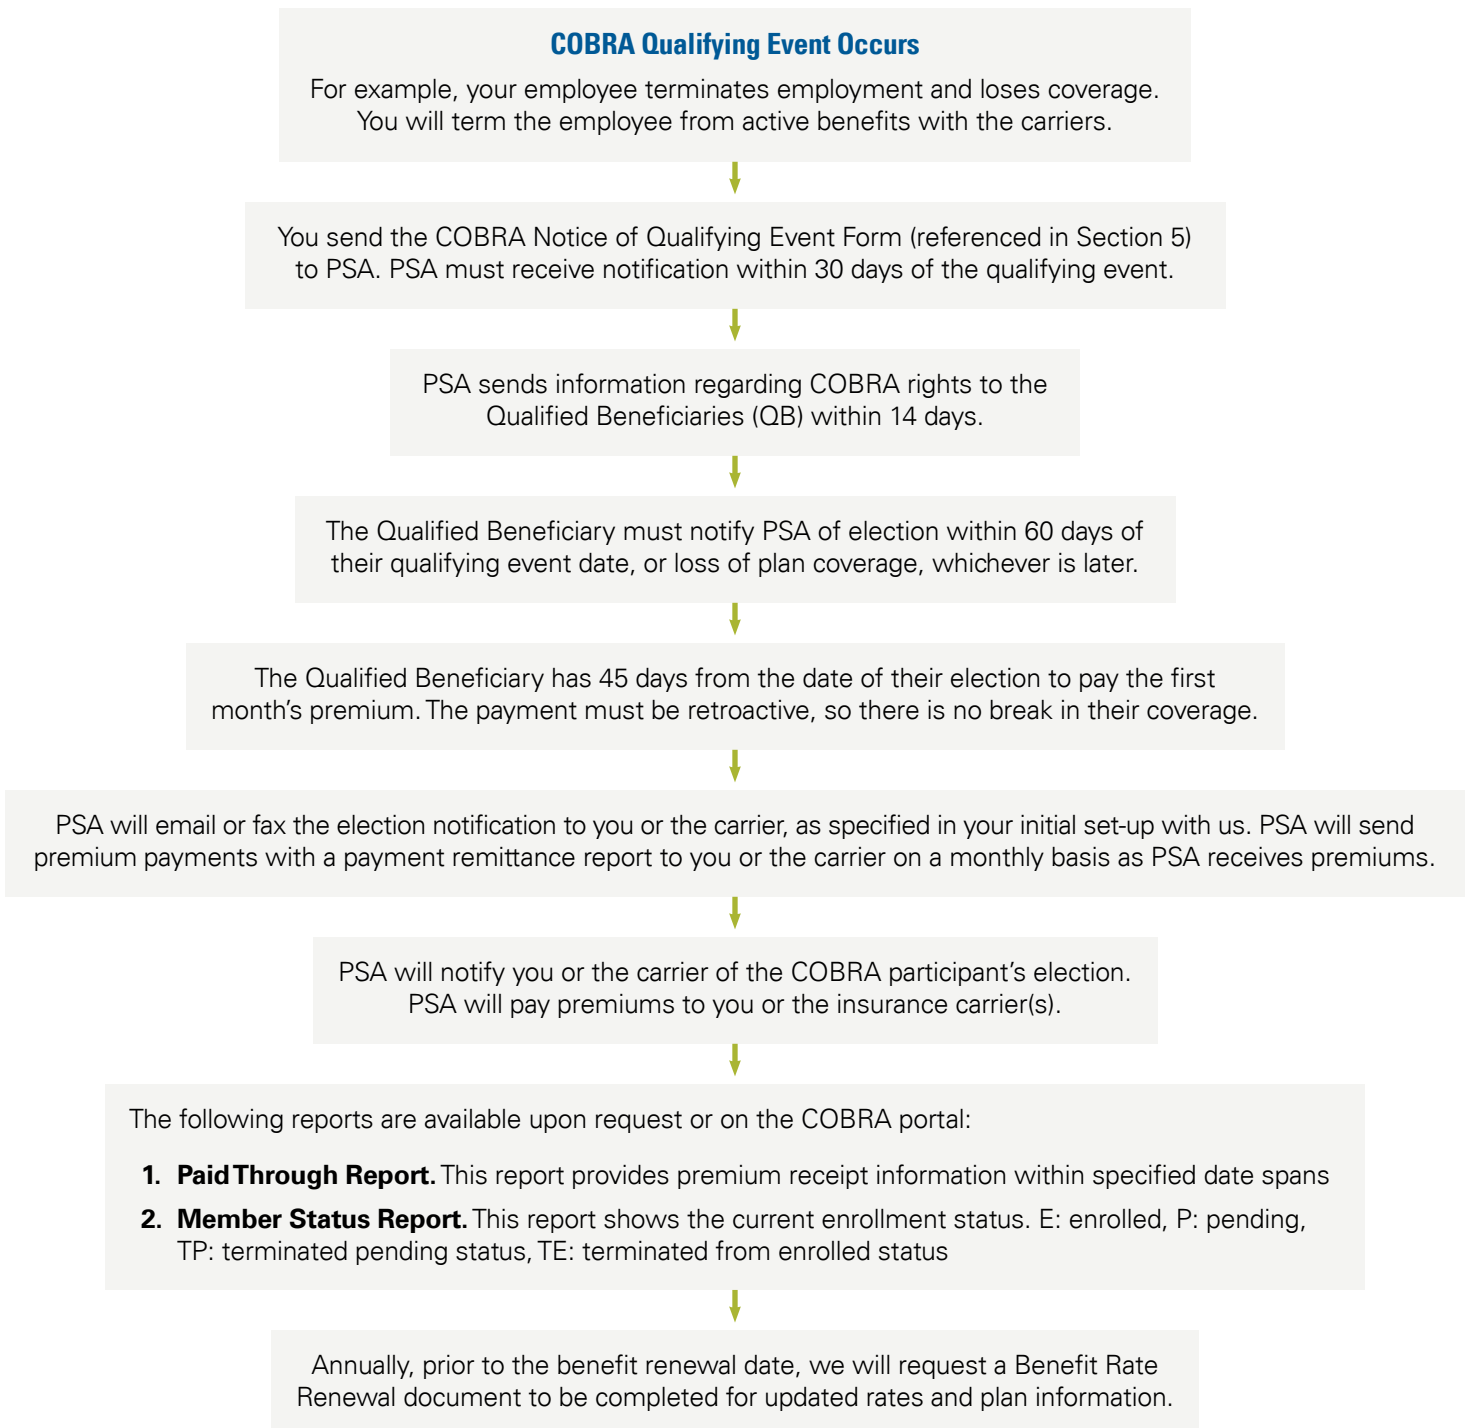 COBRA Qualifying Event Occurs
For example, your employee terminates employment and loses coverage.
You will term the employee from active benefits with the carriers.
You send the COBRA Notice of Qualifying Event Form (referenced in Section 5)
to PSA. PSA must receive notification within 30 days of the qualifying event.
PSA sends information regarding COBRA rights to the
Qualified Beneficiaries (QB) within 14 days.
The Qualified Beneficiary must notify PSA of election within 60 days of
their qualifying event date, or loss of plan coverage, whichever is later.
The Qualified Beneficiary has 45 days from the date of their election to pay the first
month's premium. The payment must be retroactive, so there is no break in their coverage.
PSA will email or fax the election notification to you or the carrier, as specified in your initial set-up with us. PSA will send
premium payments with a payment remittance report to you or the carrier on a monthly basis as PSA receives premiums.
PSA will notify you or the carrier of the COBRA participant's election.
PSA will pay premiums to you or the insurance carrier(s).
The following reports are available upon request or on the COBRA portal:
1. Paid Through Report. This report provides premium receipt information within specified date spans
2. Member Status Report. This report shows the current enrollment status. E: enrolled, P: pending,
TP: terminated pending status, TE: terminated from enrolled status
Annually, prior to the benefit renewal date, we will request a Benefit Rate
Renewal document to be completed for updated rates and plan information.